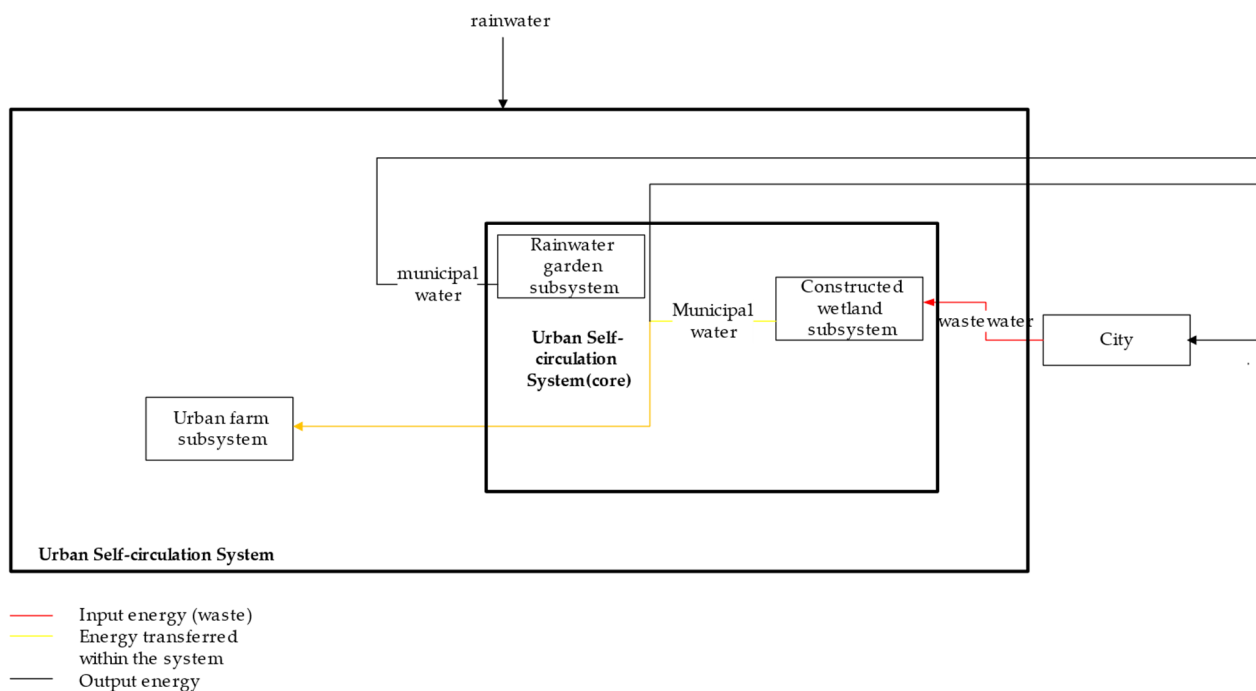 rainwater
Rainwater
garden
subsystem
municipal
water
Constructed
wetland
subsystem
Municipal
water
wastewater
City
Urban Self-
circulation
System(core)
Urban farm
subsystem
Urban Self-circulation System
Input energy (waste)
Energy transferred
within the system
Output energy